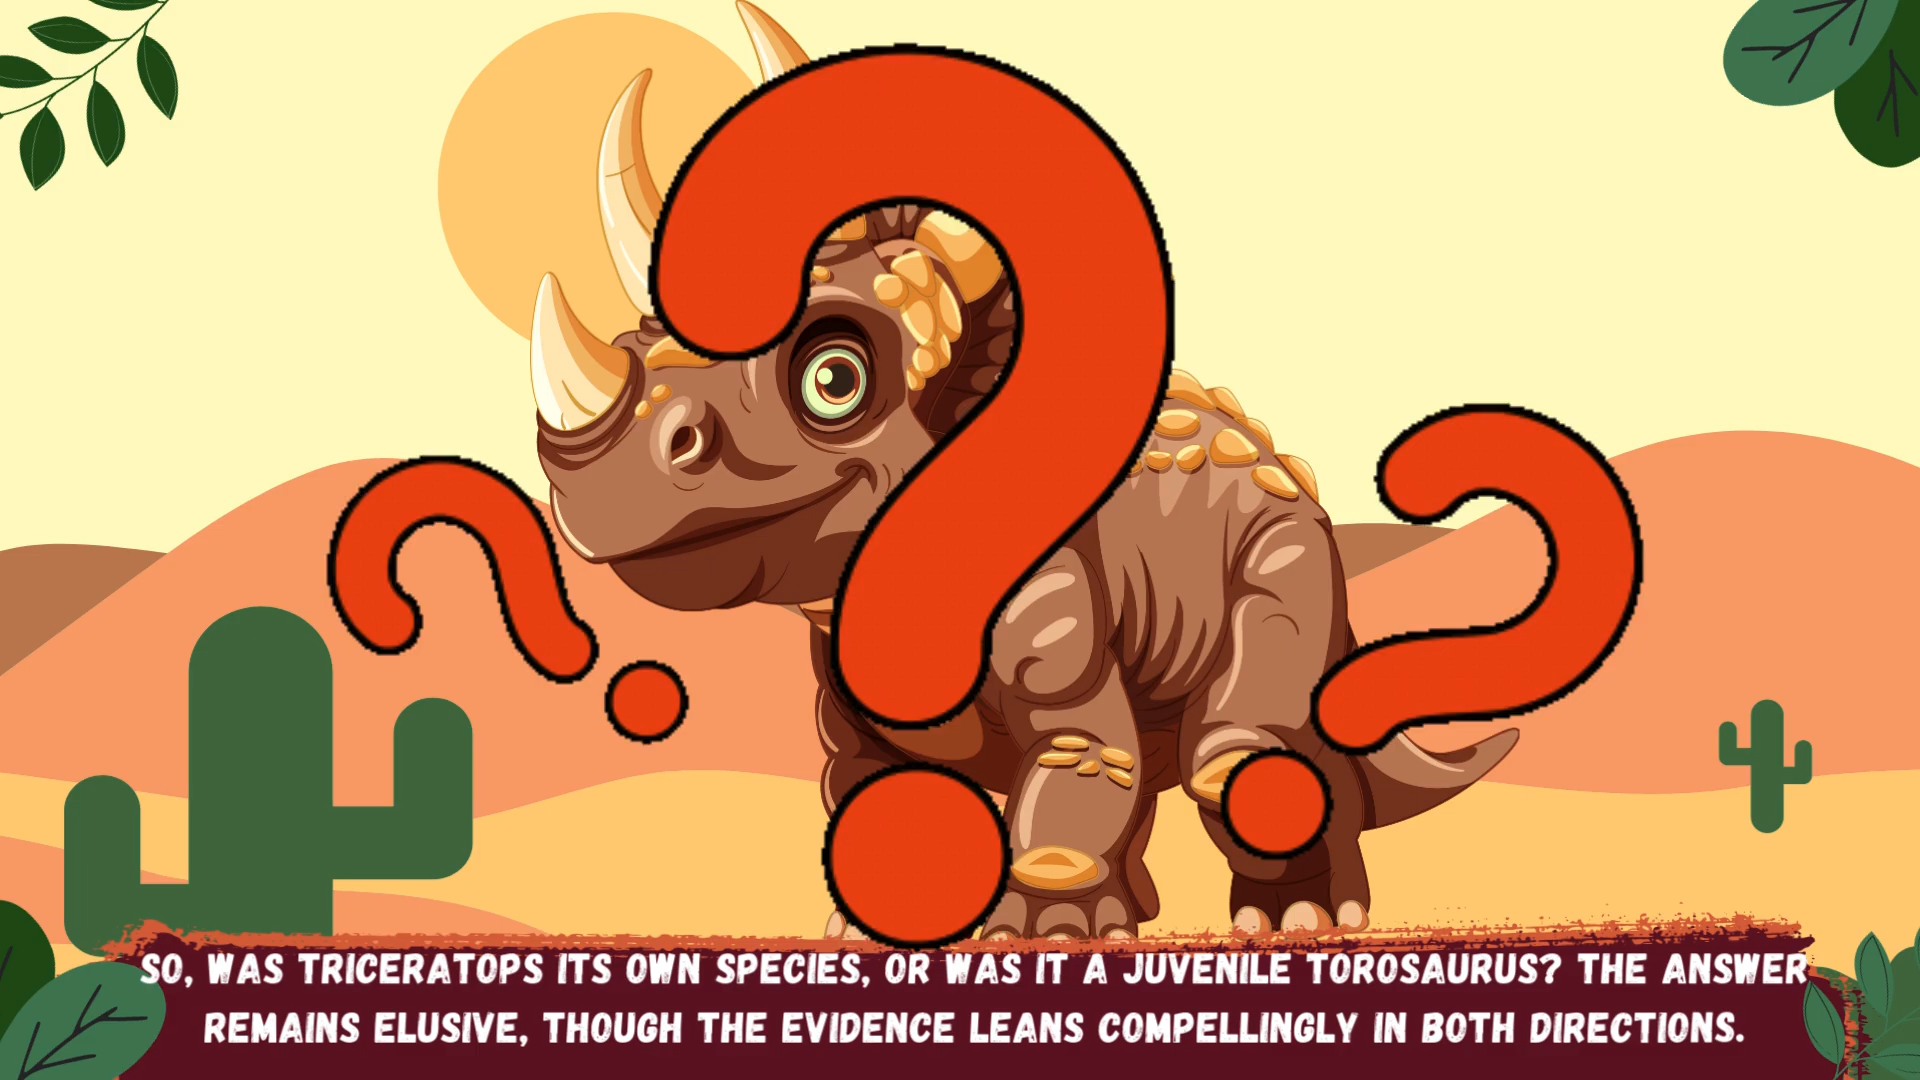 SO, WAS TRICERATOPS ITS OWN SPECIES, OR WAS IT A JUVENILE TOROSAURUS? THE ANSWER
REMAINS ELUSIVE, THOUGH THE EVIDENCE LEANS COMPELLINGLY IN BOTH DIRECTIONS.